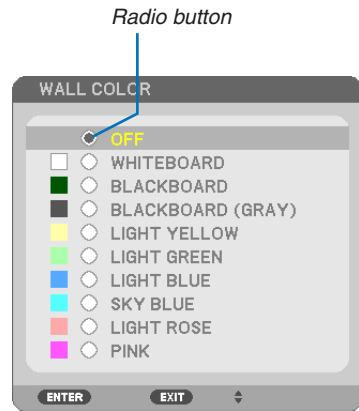 Radio button
WALL COLOR
OFF
WHITEBOARD
BLACKBOARD
BLACKBOARD (GRAY)
LIGHT YELLOW
LIGHT GREEN
LIGHT BLUE
SKY BLUE
LIGHT ROSE
PINK
ENTER EXIT